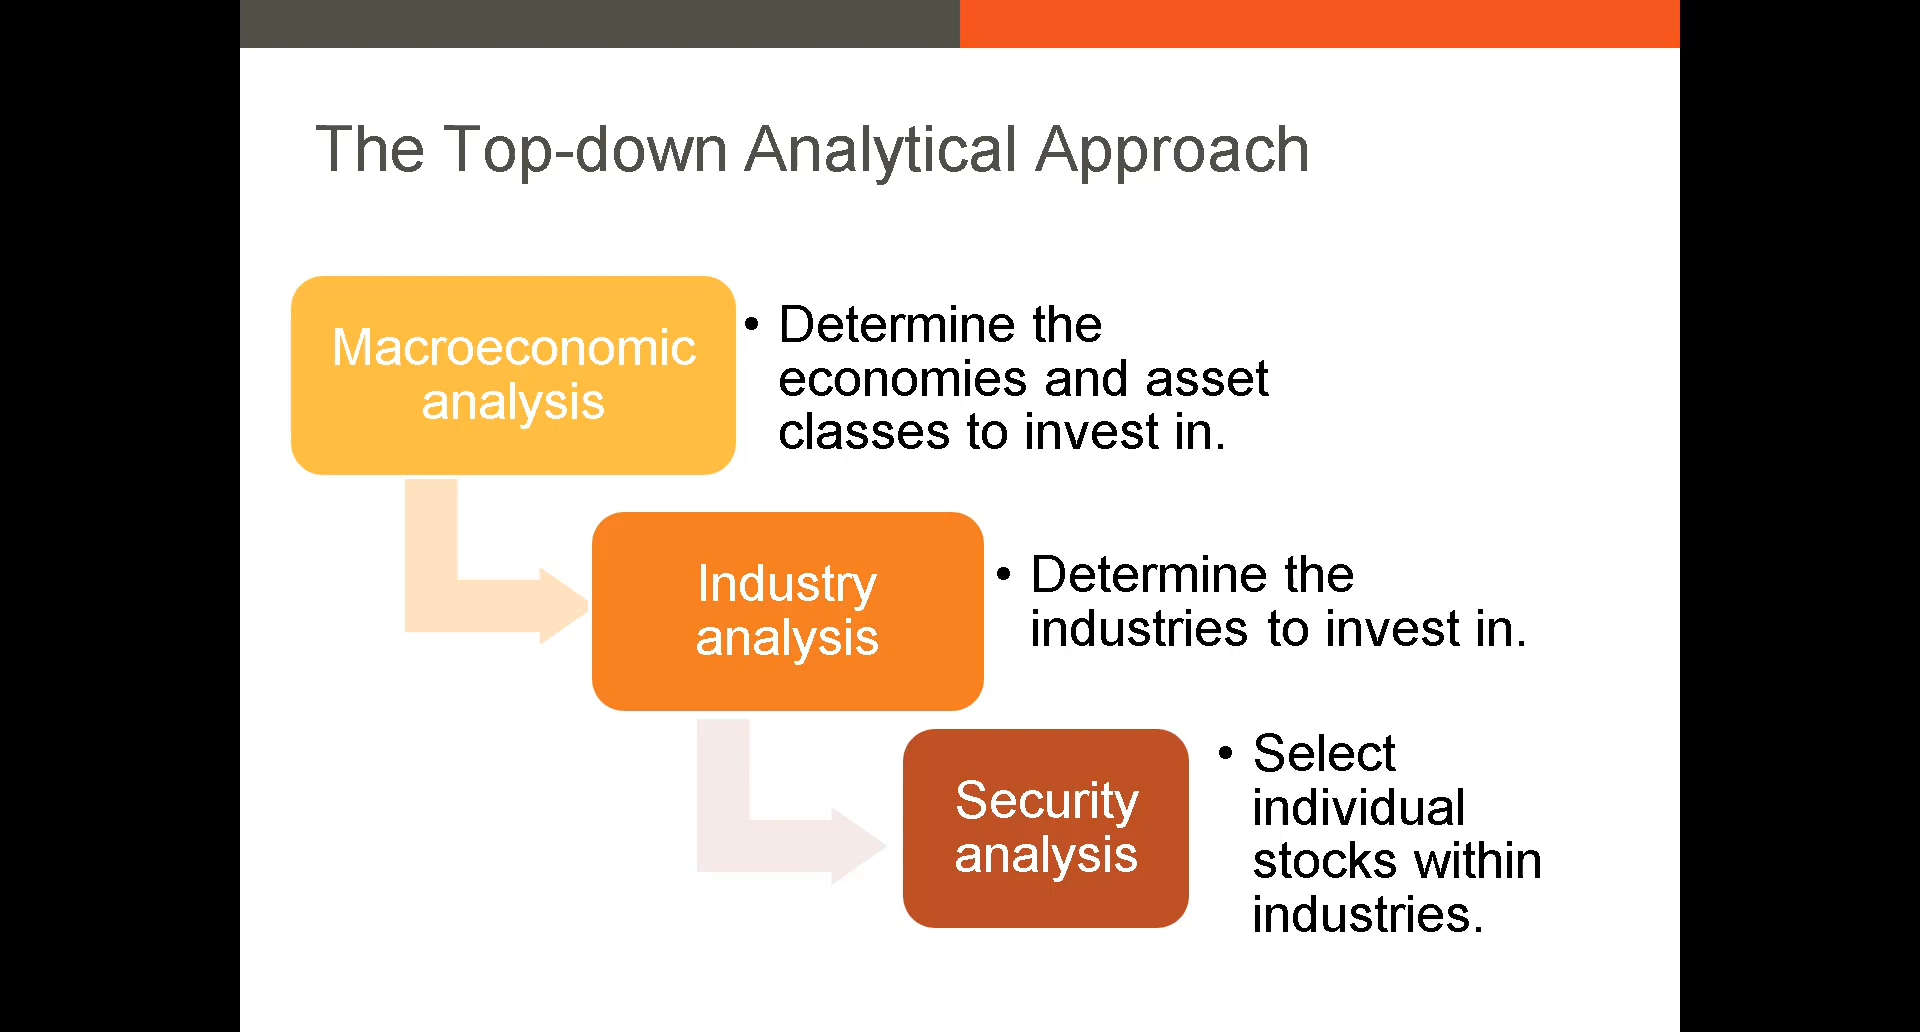 The Top-down Analytical Approach
Macroeconomic
analysis
• Determine the
economies and asset
classes to invest in.
Industry
analysis
• Determine the
industries to invest in.
Security
analysis
• Select
individual
stocks within
industries.